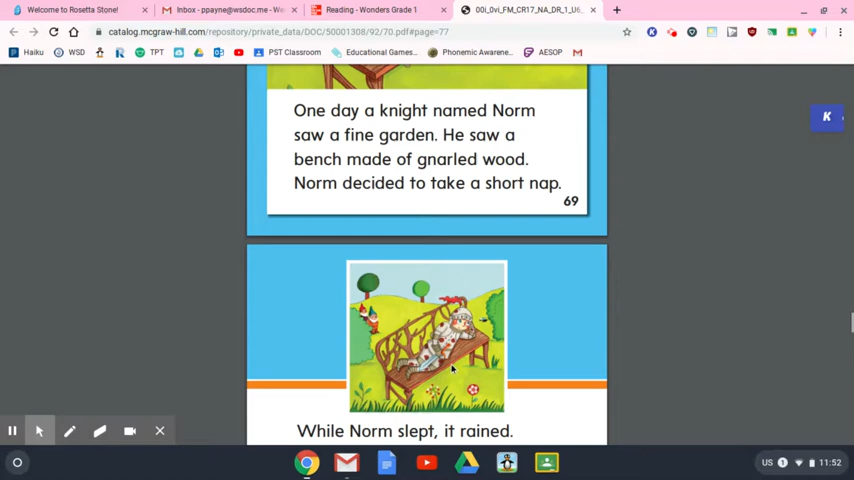 Welcome to Rosetta Stone!
Inbox - ppayne@wsdoc.me - We
Reading - Wonders Grade 1
00i_0vi_FM_CR17_NA_DR_1_U6_
catalog.mcgraw-hill.com/repository/private_data/DOC/50001308/92/70.pdf#page=77
Haiku
WSD
TPT
PST Classroom
Educational Games...
Phonemic Awarene...
AESOP
One day a knight named Norm
saw a fine garden. He saw a
bench made of gnarled wood.
Norm decided to take a short nap.
69
K
While Norm slept, it rained.
US
1
11:52